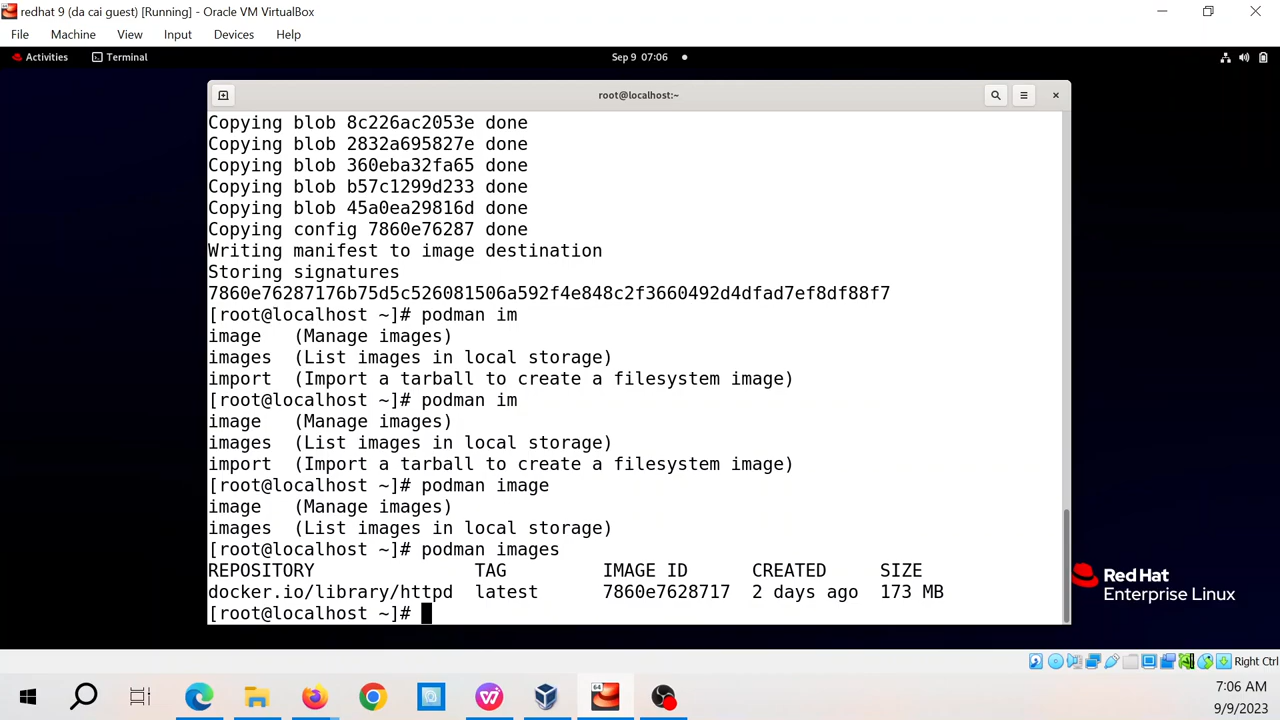 redhat 9 (da cai guest) [Running] - Oracle VM VirtualBox
File Machine View Input Devices Help
Activities Terminal Sep 9 07:06
root@localhost:~
Copying blob 8c226ac2053e done
Copying blob 2832a695827e done
Copying blob 360eba32fa65 done
Copying blob b57c1299d233 done
Copying blob 45a0ea29816d done
Copying config 7860e76287 done
Writing manifest to image destination
Storing signatures
7860e76287176b75d5c526081506a592f4e848c2f3660492d4dfad7ef8df88f7
[root@localhost ~]# podman im
image (Manage images)
images (List images in local storage)
import (Import a tarball to create a filesystem image)
[root@localhost ~]# podman im
image (Manage images)
images (List images in local storage)
import (Import a tarball to create a filesystem image)
[root@localhost ~]# podman image
image (Manage images)
images (List images in local storage)
[root@localhost ~]# podman images
REPOSITORY TAG IMAGE ID CREATED SIZE
docker.io/library/httpd latest 7860e7628717 2 days ago 173 MB
[root@localhost ~]#
Red Hat
Enterprise Linux
Right Ctrl
64
7:06 AM
9/9/2023